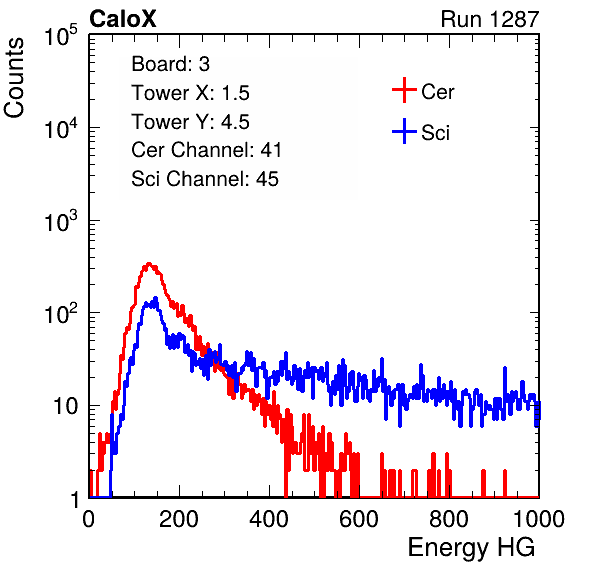 CaloX Run 1287
Counts
10^5
10^4
10^3
10^2
10
1
Board: 3
Tower X: 1.5
Tower Y: 4.5
Cer Channel: 41
Sci Channel: 45
Cer
Sci
0 200 400 600 800 1000
Energy HG